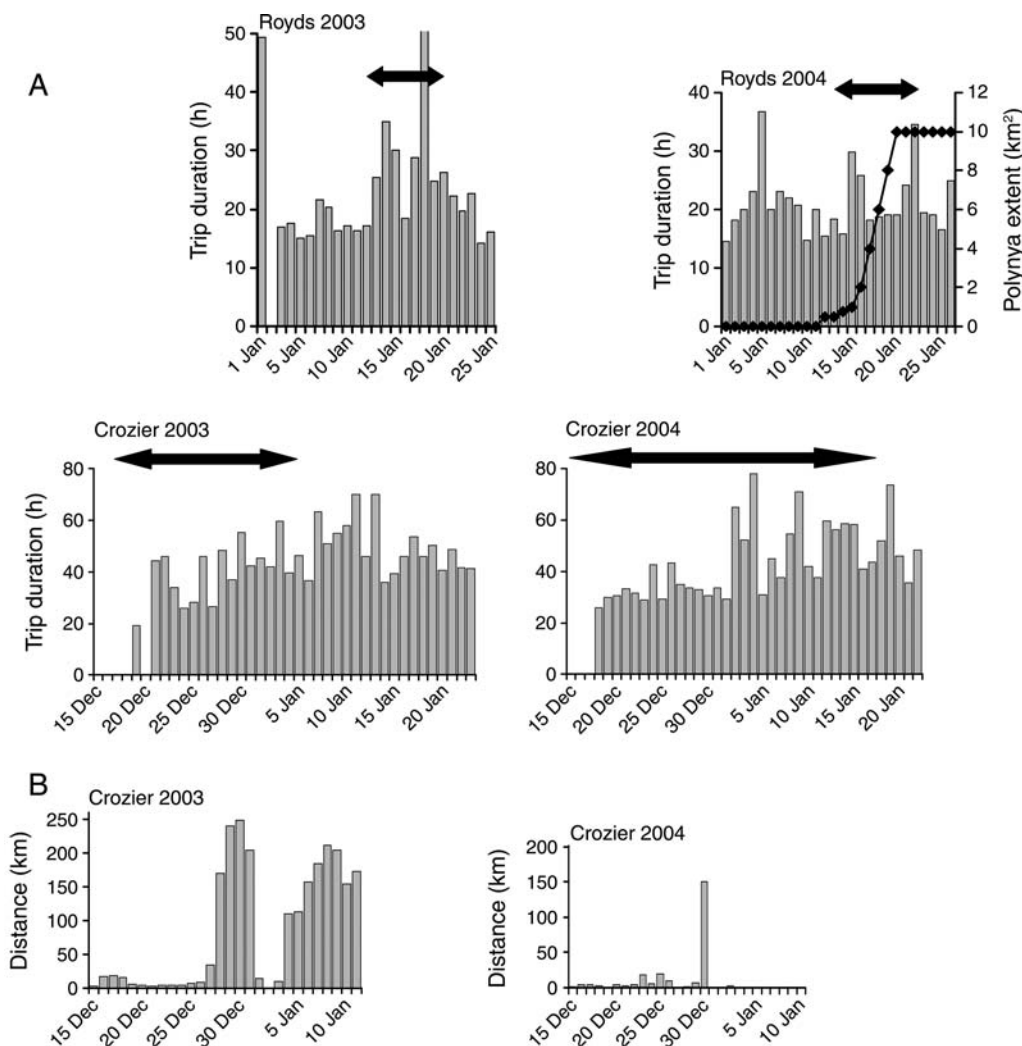 A
Royds 2003
Trip duration (h)
50
40
30
20
10
0
1 Jan
5 Jan
10 Jan
15 Jan
20 Jan
25 Jan
Royds 2004
Trip duration (h)
40
30
20
10
0
12
10
8
6
4
2
0
Polynya extent (km²)
1 Jan
5 Jan
10 Jan
15 Jan
20 Jan
25 Jan
Crozier 2003
Trip duration (h)
80
60
40
20
0
15 Dec
20 Dec
25 Dec
30 Dec
5 Jan
10 Jan
15 Jan
20 Jan
Crozier 2004
80
60
40
20
0
15 Dec
20 Dec
25 Dec
30 Dec
5 Jan
10 Jan
15 Jan
20 Jan
B
Crozier 2003
Distance (km)
250
200
150
100
50
0
15 Dec
20 Dec
25 Dec
30 Dec
5 Jan
10 Jan
Crozier 2004
Distance (km)
200
150
100
50
0
15 Dec
20 Dec
25 Dec
30 Dec
5 Jan
10 Jan